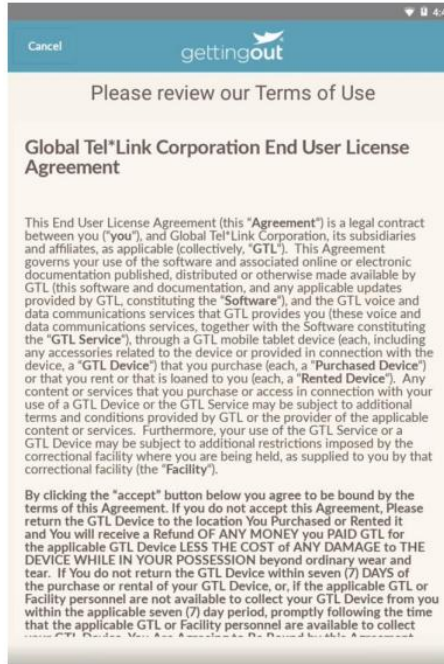 4:4
Cancel
gettingout
Please review our Terms of Use
Global Tel*Link Corporation End User License
Agreement
This End User License Agreement (this "Agreement") is a legal contract
between you ("you"), and Global Tel*Link Corporation, its subsidiaries
and affiliates, as applicable (collectively, "GTL"). This Agreement
governs your use of the software and associated online or electronic
documentation published, distributed or otherwise made available by
GTL (this software and documentation, and any applicable updates
provided by GTL, constituting the "Software"), and the GTL voice and
data communications services that GTL provides you (these voice and
data communications services, together with the Software constituting
the "GTL Service"), through a GTL mobile tablet device (each, including
any accessories related to the device or provided in connection with the
device, a "GTL Device") that you purchase (each, a "Purchased Device")
or that you rent or that is loaned to you (each, a "Rented Device"). Any
content or services that you purchase or access in connection with your
use of a GTL Device or the GTL Service may be subject to additional
terms and conditions provided by GTL or the provider of the applicable
content or services. Furthermore, your use of the GTL Service or a
GTL Device may be subject to additional restrictions imposed by the
correctional facility where you are being held, as supplied to you by that
correctional facility (the "Facility").
By clicking the "accept" button below you agree to be bound by the
terms of this Agreement. If you do not accept this Agreement, Please
return the GTL Device to the location You Purchased or Rented it
and You will receive a Refund OF ANY MONEY you PAID GTL for
the applicable GTL Device LESS THE COST of ANY DAMAGE to THE
DEVICE WHILE IN YOUR POSSESSION beyond ordinary wear and
tear. If You do not return the GTL Device within seven (7) DAYS of
the purchase or rental of your GTL Device, or, if the applicable GTL or
Facility personnel are not available to collect your GTL Device from you
within the applicable seven (7) day period, promptly following the time
that the applicable GTL or Facility personnel are available to collect
your GTL Device, You Are Agreeing to Be Bound by this Agreement